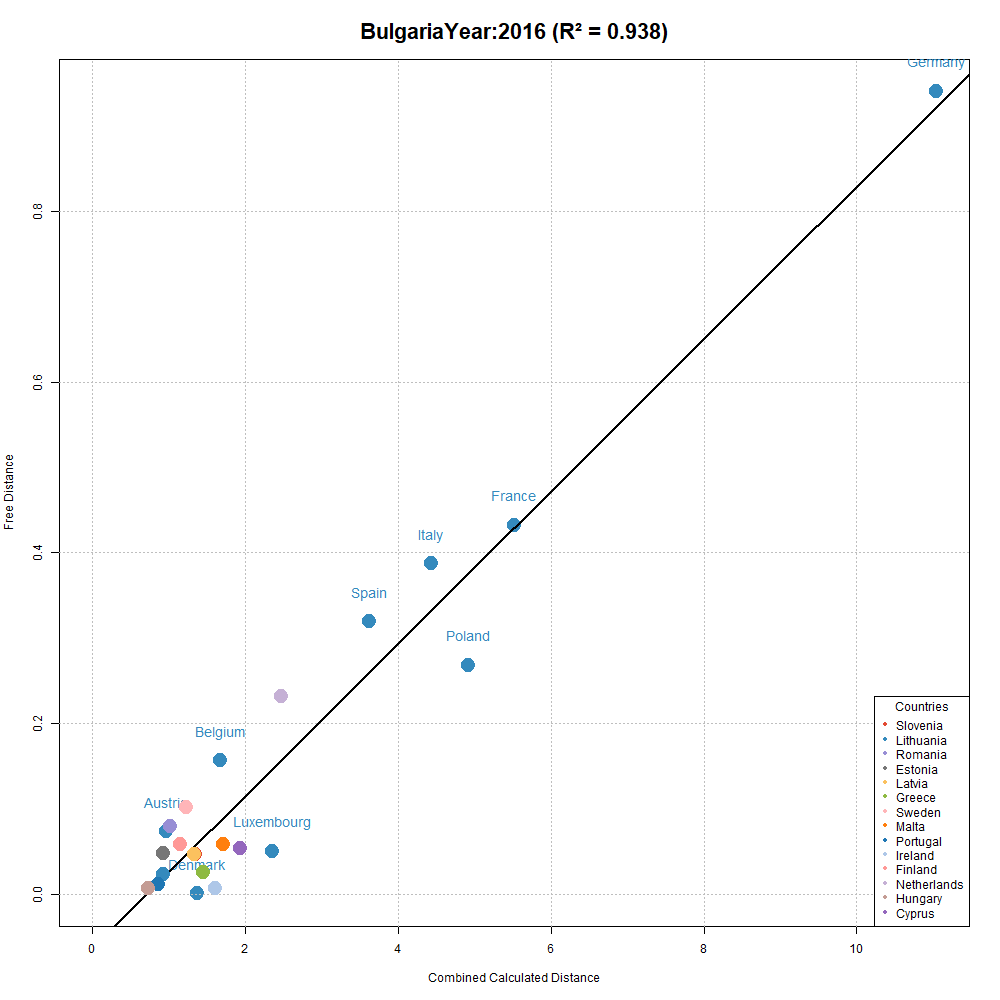 BulgariaYear:2016 (R² = 0.938)
Germany
0.8
0.6
Free Distance
France
Italy
0.4
Spain
Poland
0.2
Belgium
Austria
Luxembourg
Denmark
0.0
Countries
Slovenia
Lithuania
Romania
Estonia
Latvia
Greece
Sweden
Malta
Portugal
Ireland
Finland
Netherlands
Hungary
Cyprus
0 2 4 6 8 10
Combined Calculated Distance